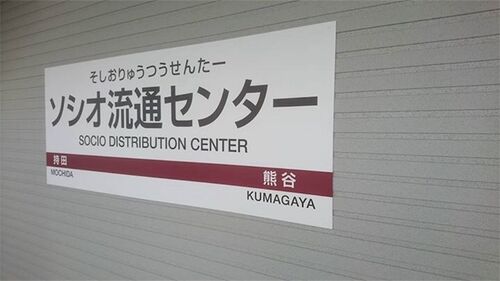 そしおりゅうつうせんたー
ソシオ流通センター
SOCIO DISTRIBUTION CENTER
持田
MOCHIDA
熊谷
KUMAGAYA